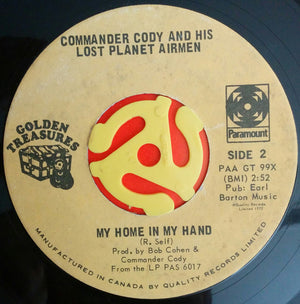 COMMANDER CODY AND HIS
LOST PLANET AIRMEN
GOLDEN
TREASURES
Paramount
SIDE 2
PAA GT 99X
(BMI) 2:52
Pub: Earl
Barton Music
MY HOME IN MY HAND
(R. Self)
Prod. by Bob Cohen &
Commander Cody
From the LP PAS 6017
MANUFACTURED IN CANADA BY QUALITY RECORDS LIMITED